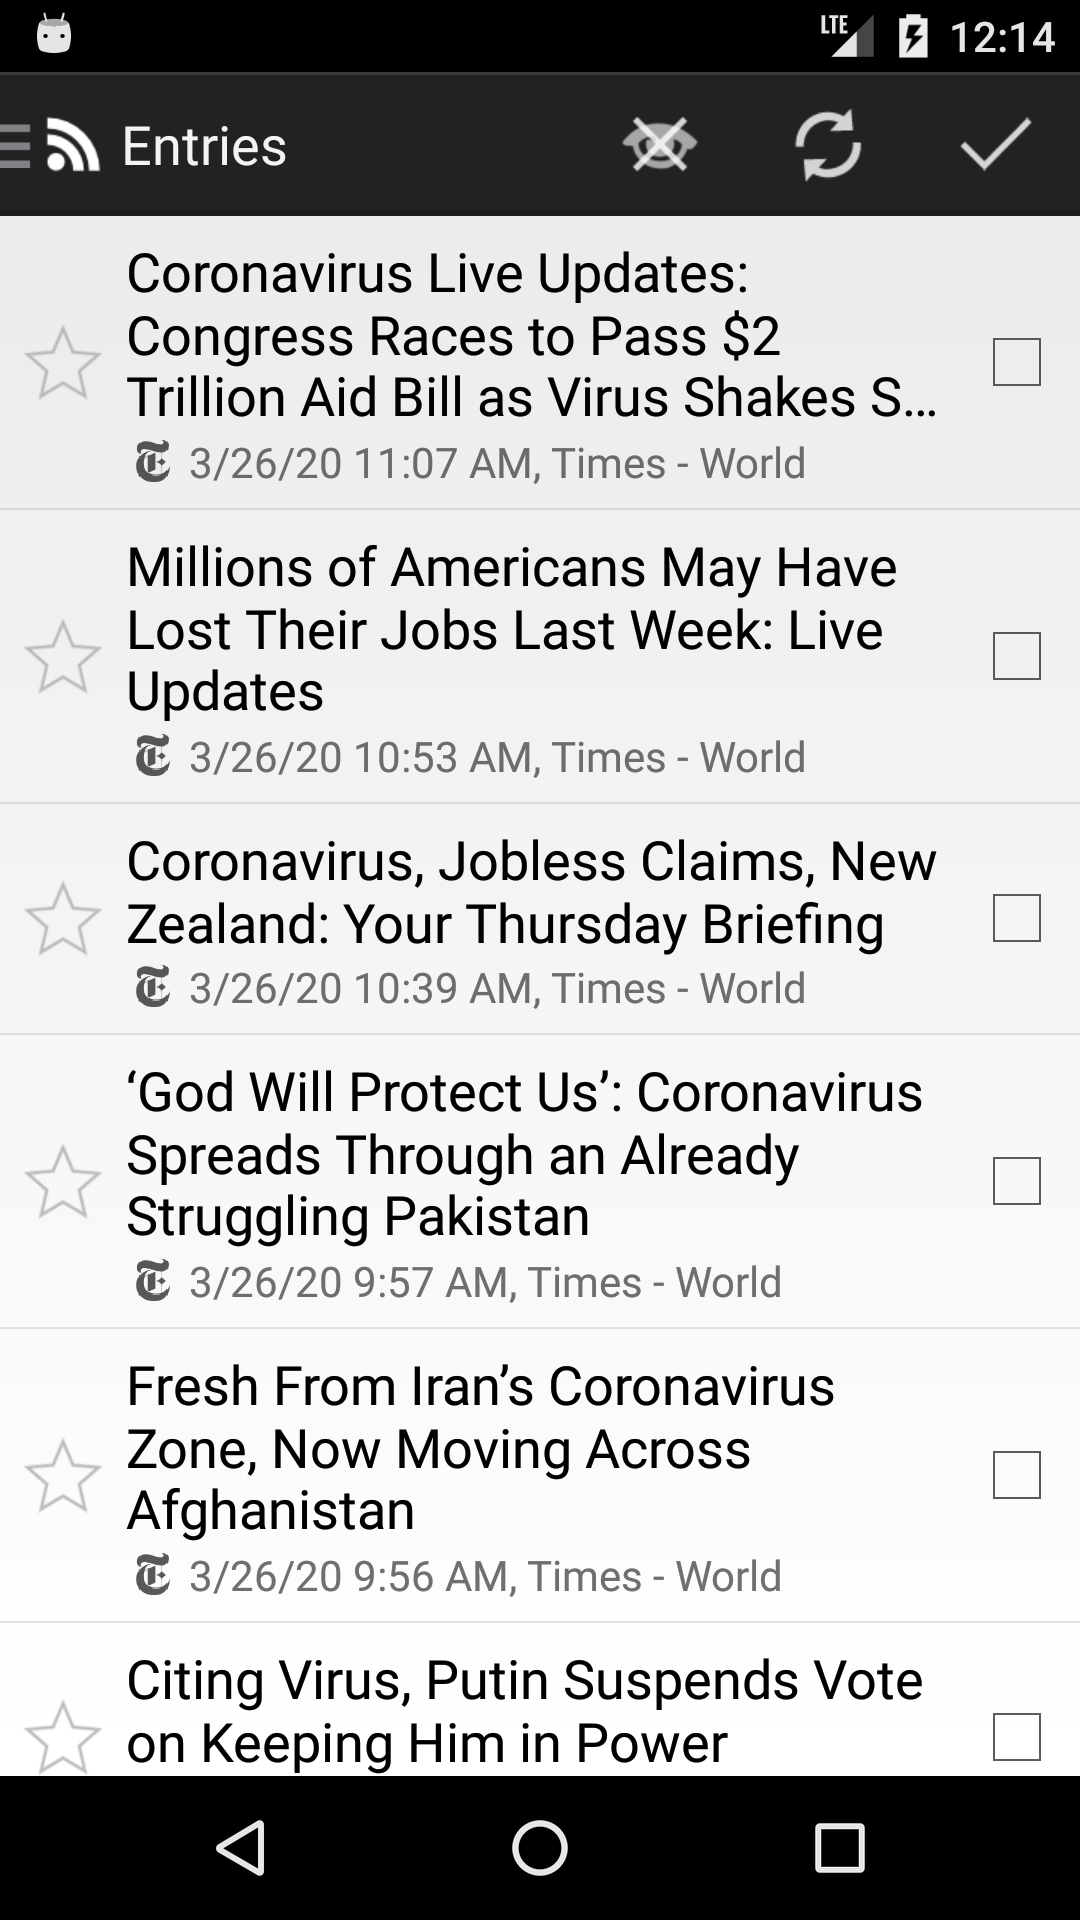 LTE 12:14
Entries
Coronavirus Live Updates:
Congress Races to Pass $2
Trillion Aid Bill as Virus Shakes S…
3/26/20 11:07 AM, Times - World
Millions of Americans May Have
Lost Their Jobs Last Week: Live
Updates
3/26/20 10:53 AM, Times - World
Coronavirus, Jobless Claims, New
Zealand: Your Thursday Briefing
3/26/20 10:39 AM, Times - World
‘God Will Protect Us’: Coronavirus
Spreads Through an Already
Struggling Pakistan
3/26/20 9:57 AM, Times - World
Fresh From Iran’s Coronavirus
Zone, Now Moving Across
Afghanistan
3/26/20 9:56 AM, Times - World
Citing Virus, Putin Suspends Vote
on Keeping Him in Power